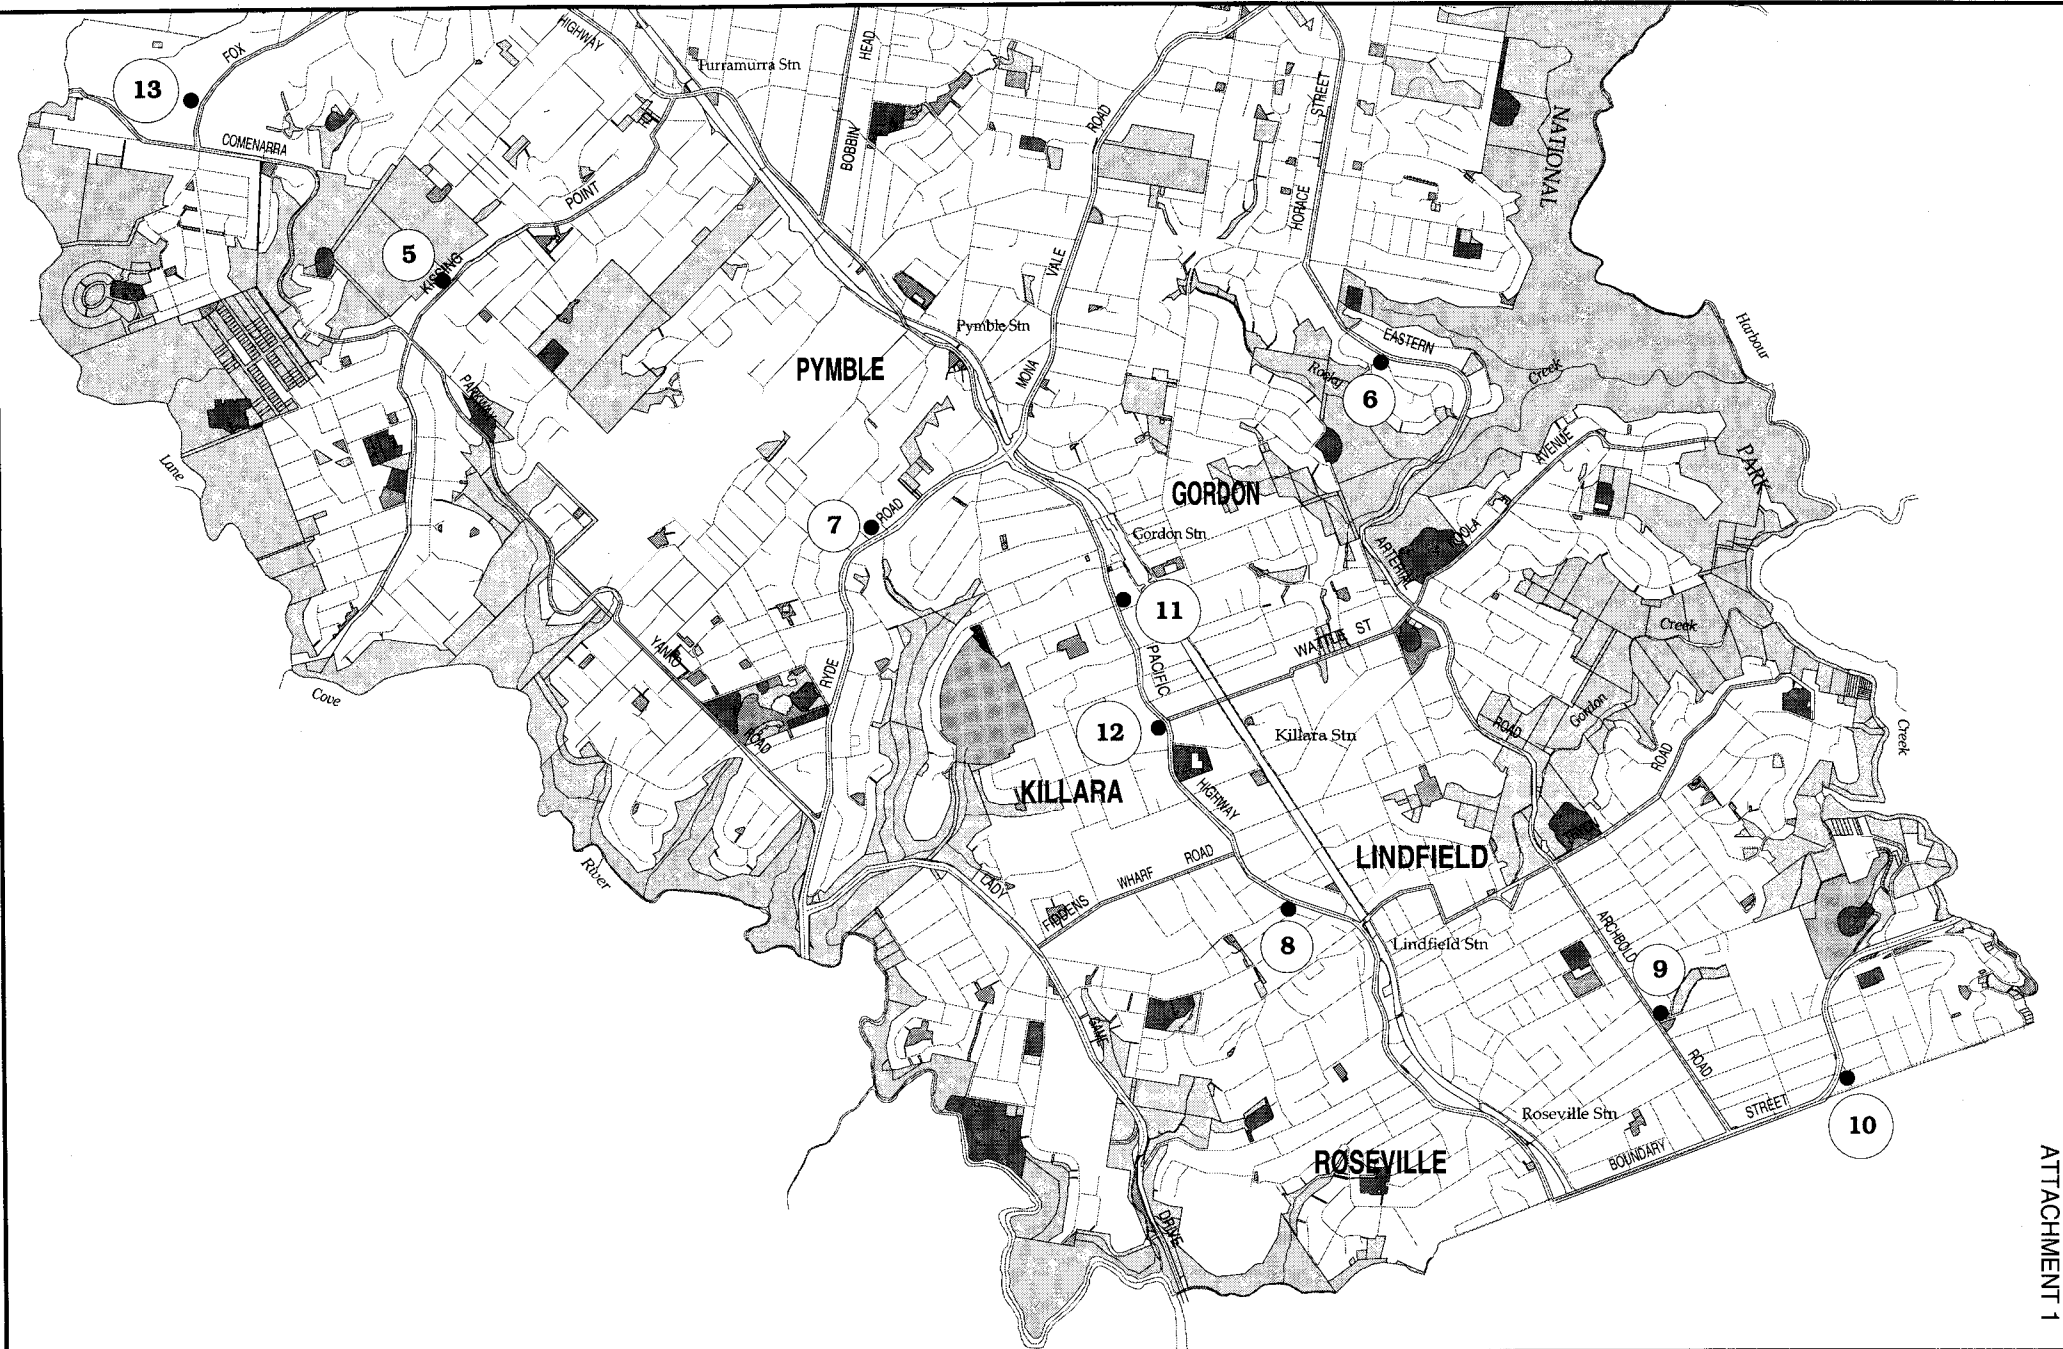 FOX
HIGHWAY
Turramurra Stn
HEAD
13
COMENARRA
BOBBIN
ROAD
STREET
NATIONAL
POINT
HORACE
5
KISSING
VALE
Pymble Stn
EASTERN
Harbour
PYMBLE
MONA
Rocky
Creek
6
PARKWAY
AVENUE
PARK
Lane
GORDON
7
ROAD
Gordon Stn
ARTERIAL
11
WATTLE ST
Creek
YANKO
RYDE
PACIFIC
Cove
ROAD
12
Killara Stn
ROAD
Gordon
ROAD
Creek
KILLARA
HIGHWAY
LINDFIELD
River
LADY
FIDDENS
WHARF
ROAD
8
Lindfield Stn
ARCHBOLD
9
GAME
ROAD
Roseville Stn
STREET
10
BOUNDARY
ROSEVILLE
DRIVE
ATTACHMENT 1